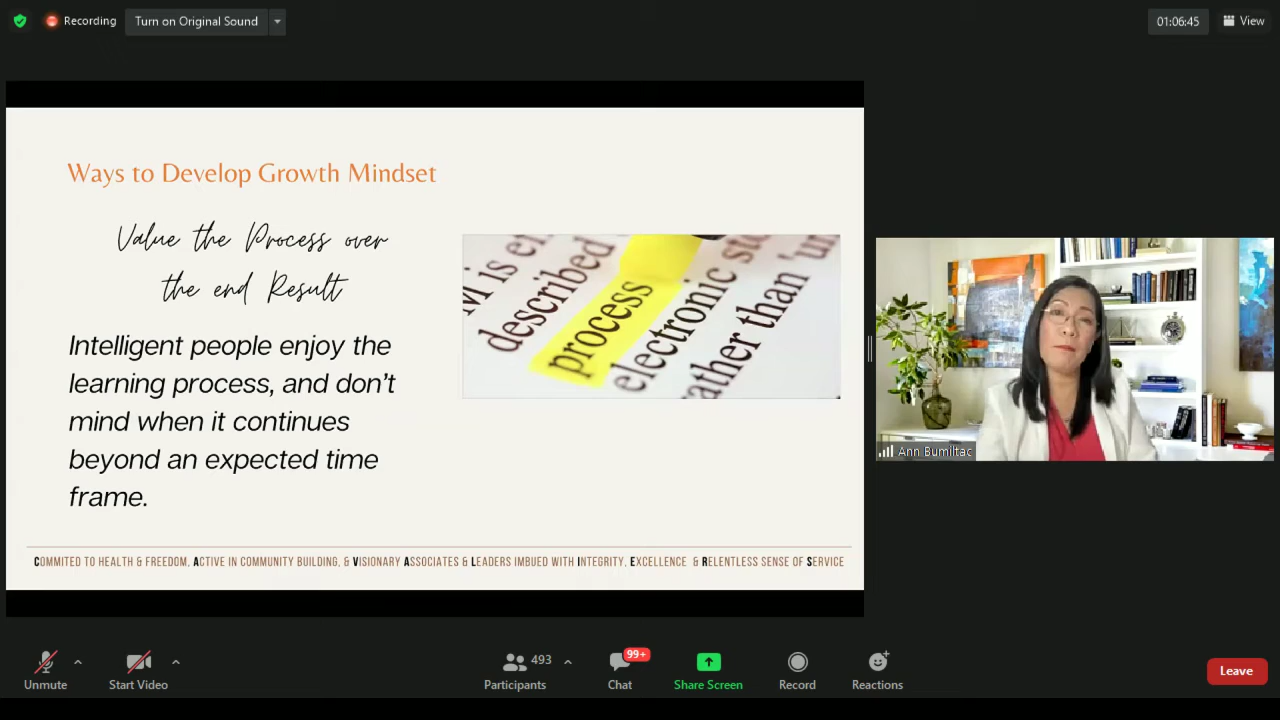 Recording
Turn on Original Sound
01:06:45
View
Ways to Develop Growth Mindset
Value the Process over
the end Result
Intelligent people enjoy the
learning process, and don't
mind when it continues
beyond an expected time
frame.
M is
described
process
electronic
rather than 'un
COMMITED TO HEALTH & FREEDOM, ACTIVE IN COMMUNITY BUILDING, & VISIONARY ASSOCIATES & LEADERS IMBUED WITH INTEGRITY, EXCELLENCE & RELENTLESS SENSE OF SERVICE
Ann Bumiltac
Unmute
Start Video
493
Participants
99+
Chat
Share Screen
Record
Reactions
Leave